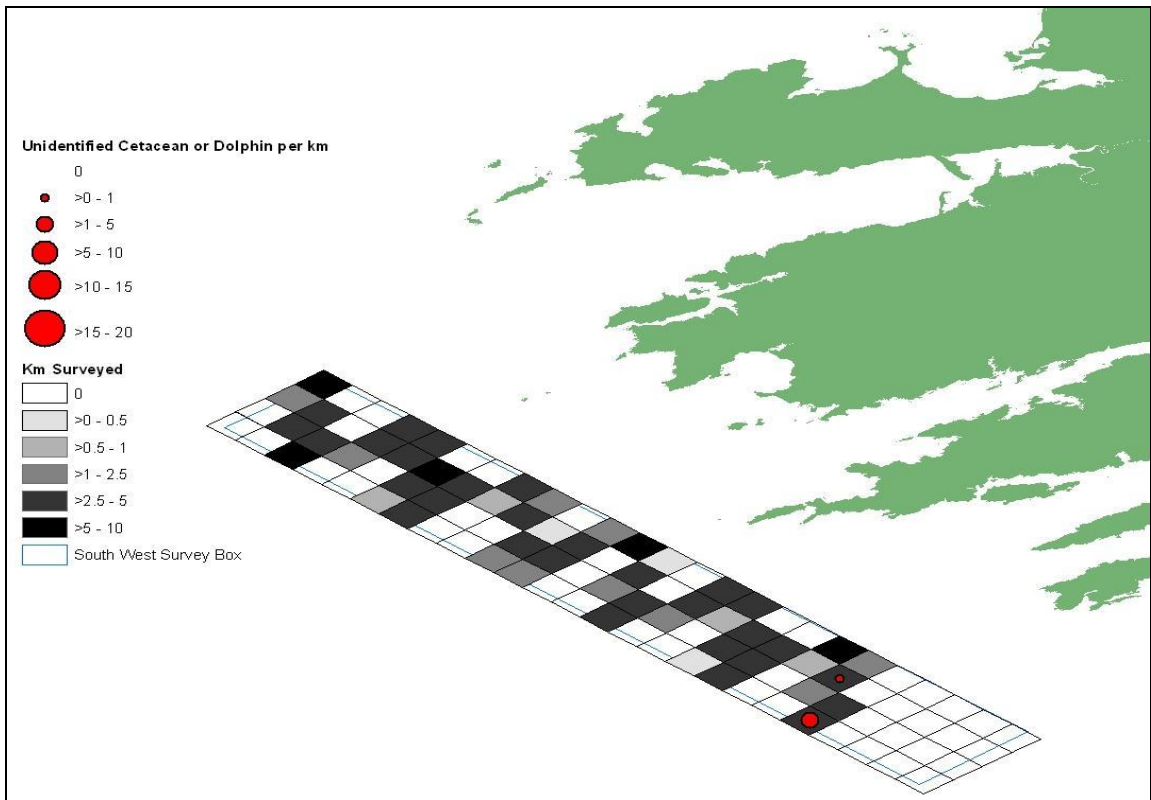 Unidentified Cetacean or Dolphin per km
0
>0 - 1
>1 - 5
>5 - 10
>10 - 15
>15 - 20
Km Surveyed
0
>0 - 0.5
>0.5 - 1
>1 - 2.5
>2.5 - 5
>5 - 10
South West Survey Box